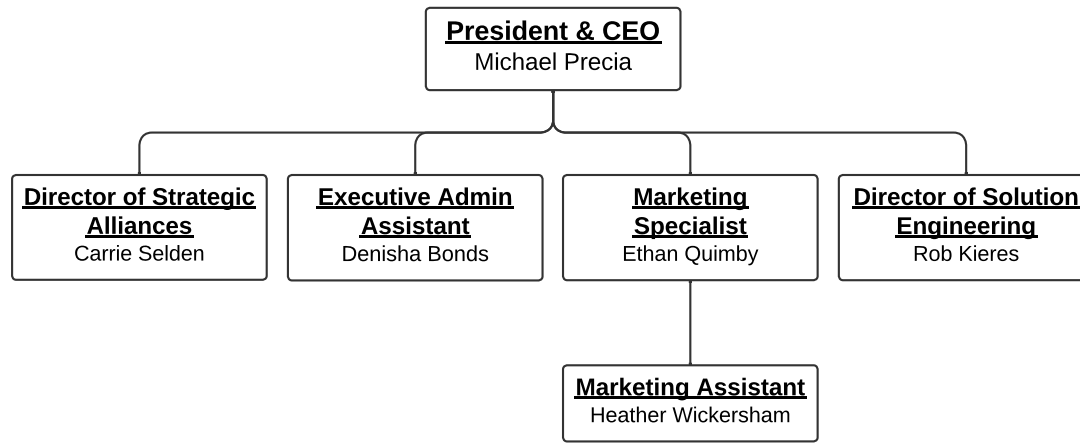 President & CEO
Michael Precia
Director of Strategic
Alliances
Carrie Selden
Executive Admin
Assistant
Denisha Bonds
Marketing
Specialist
Ethan Quimby
Director of Solution
Engineering
Rob Kieres
Marketing Assistant
Heather Wickersham